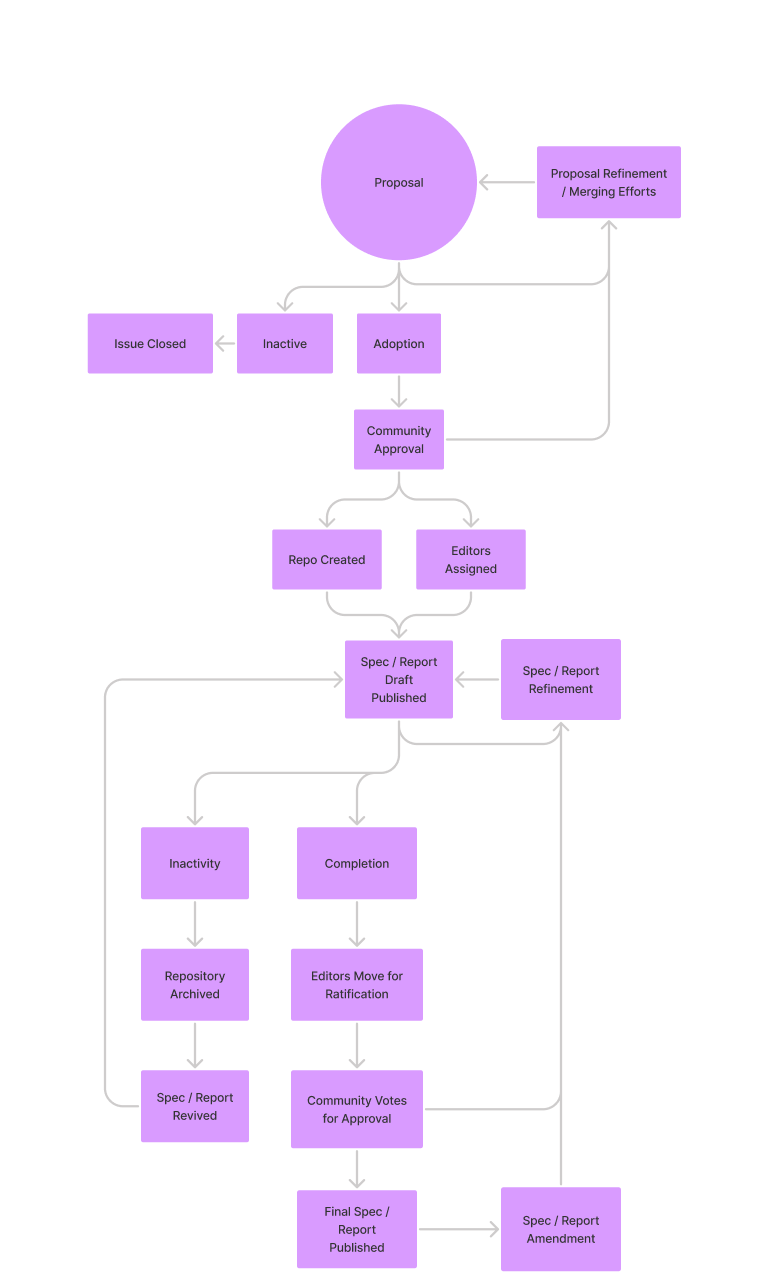 Proposal
Proposal Refinement
/ Merging Efforts
Issue Closed
Inactive
Adoption
Community
Approval
Repo Created
Editors
Assigned
Spec / Report
Draft
Published
Spec / Report
Refinement
Inactivity
Completion
Repository
Archived
Editors Move for
Ratification
Spec / Report
Revived
Community Votes
for Approval
Final Spec /
Report
Published
Spec / Report
Amendment